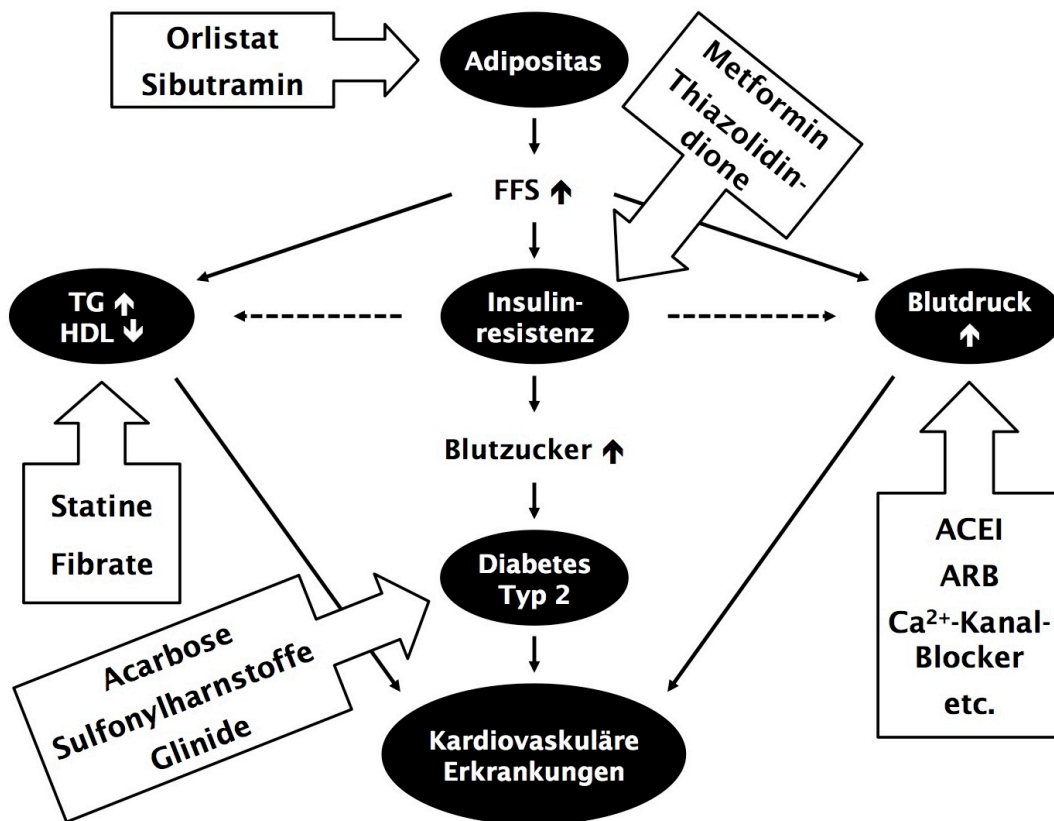 Orlistat
Sibutramin
Adipositas
Metformin
Thiazolidin-
dione
FFS ↑
TG ↑
HDL ↓
Insulin-
resistenz
Blutdruck
↑
Blutzucker ↑
Statine
Fibrate
Diabetes
Typ 2
ACEI
ARB
Ca²⁺-Kanal-
Blocker
etc.
Acarbose
Sulfonylharnstoffe
Glinide
Kardiovaskuläre
Erkrankungen